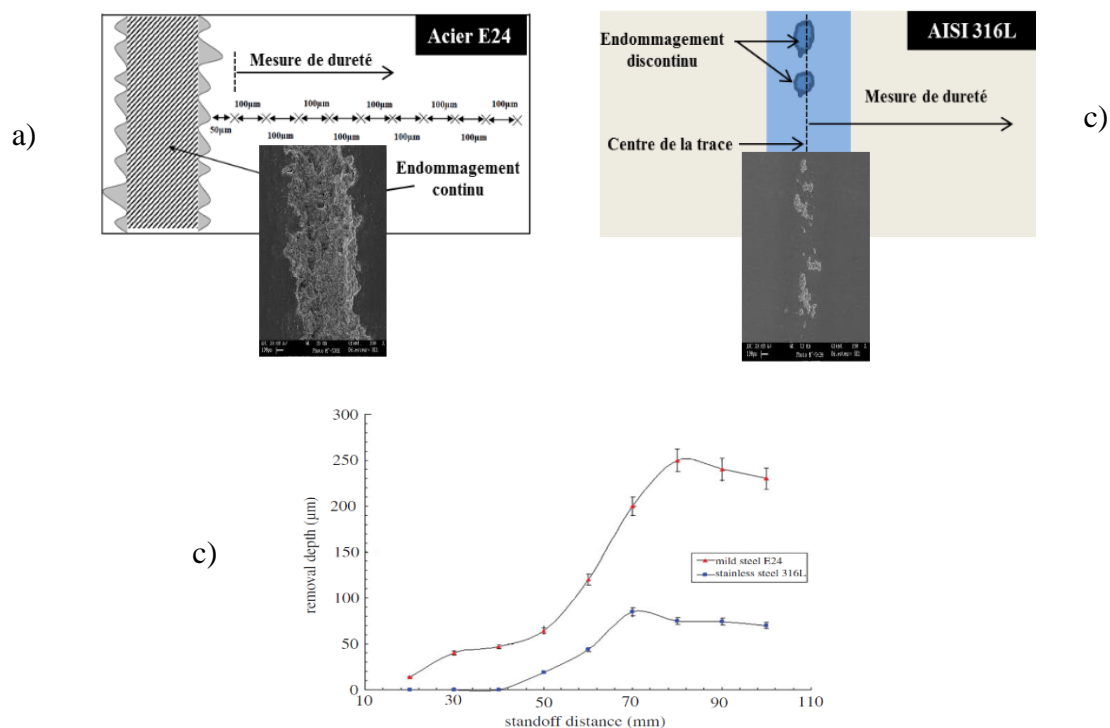 a)
Acier E24
Mesure de dureté
100µm 100µm 100µm 100µm 100µm
50µm 100µm 100µm 100µm 100µm
Endommagement
continu
c)
AISI 316L
Endommagement
discontinu
Mesure de dureté
Centre de la trace
c)
300
250
200
150
100
50
0
removal depth (µm)
mild steel E24
stainless steel 316L
10 30 50 70 90 110
standoff distance (mm)